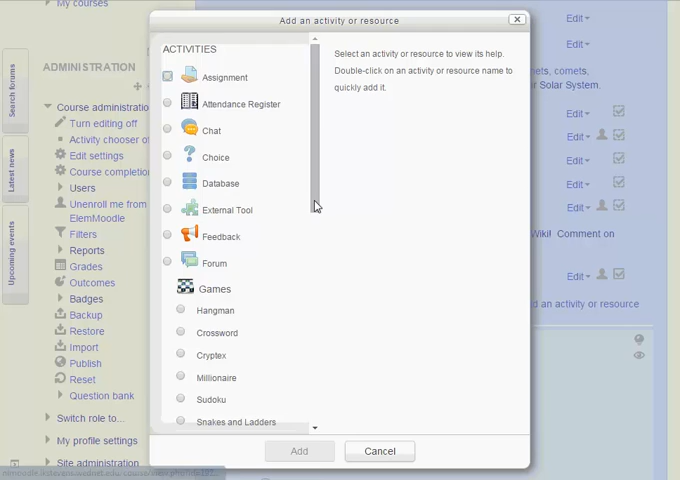 My courses
Search forums
Latest news
Upcoming events
ADMINISTRATION
Course administratio
Turn editing off
Activity chooser of
Edit settings
Course completio
Users
Unenroll me from
ElemMoodle
Filters
Reports
Grades
Outcomes
Badges
Backup
Restore
Import
Publish
Reset
Question bank
Switch role to...
My profile settings
Site administration
Add an activity or resource
ACTIVITIES
Assignment
Attendance Register
Chat
Choice
Database
External Tool
Feedback
Forum
Games
Hangman
Crossword
Cryptex
Millionaire
Sudoku
Snakes and Ladders
Select an activity or resource to view its help.
Double-click on an activity or resource name to
quickly add it.
Add
Cancel
Edit
Edit
nets, comets,
r Solar System.
Edit
Edit
Edit
Edit
Edit
Wiki! Comment on
Edit
dd an activity or resource